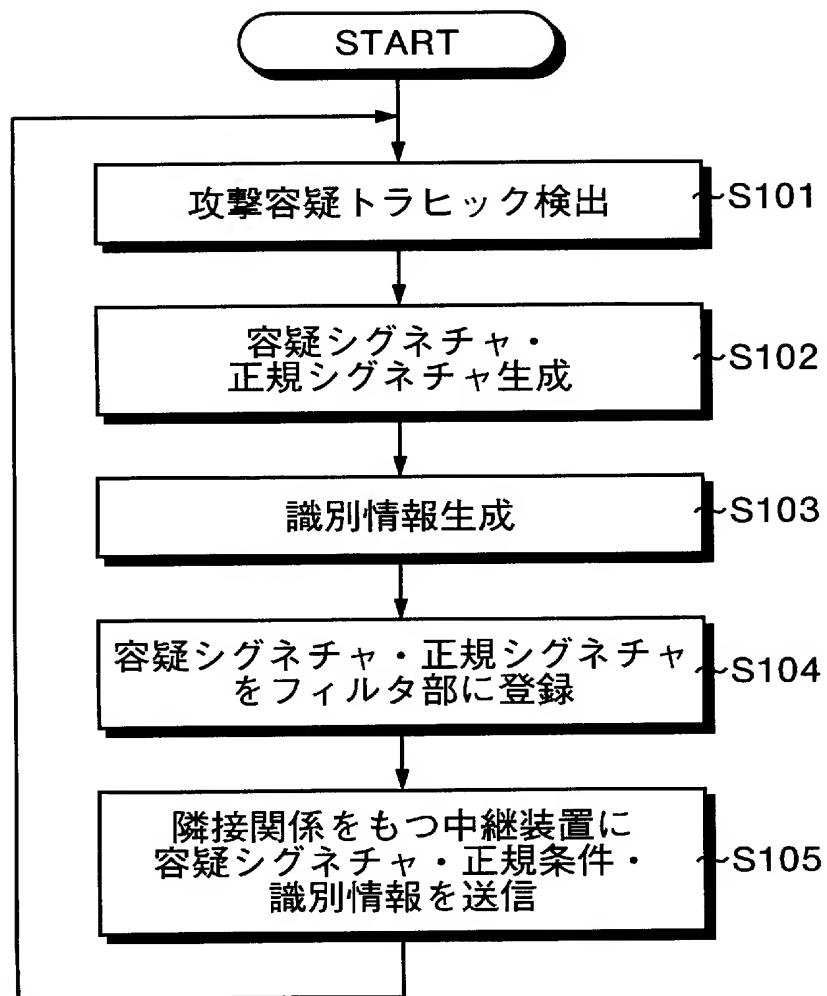 START
攻撃容疑トラヒック検出
S101
容疑シグネチャ・
正規シグネチャ生成
S102
識別情報生成
S103
容疑シグネチャ・正規シグネチャ
をフィルタ部に登録
S104
隣接関係をもつ中継装置に
容疑シグネチャ・正規条件・
識別情報を送信
S105